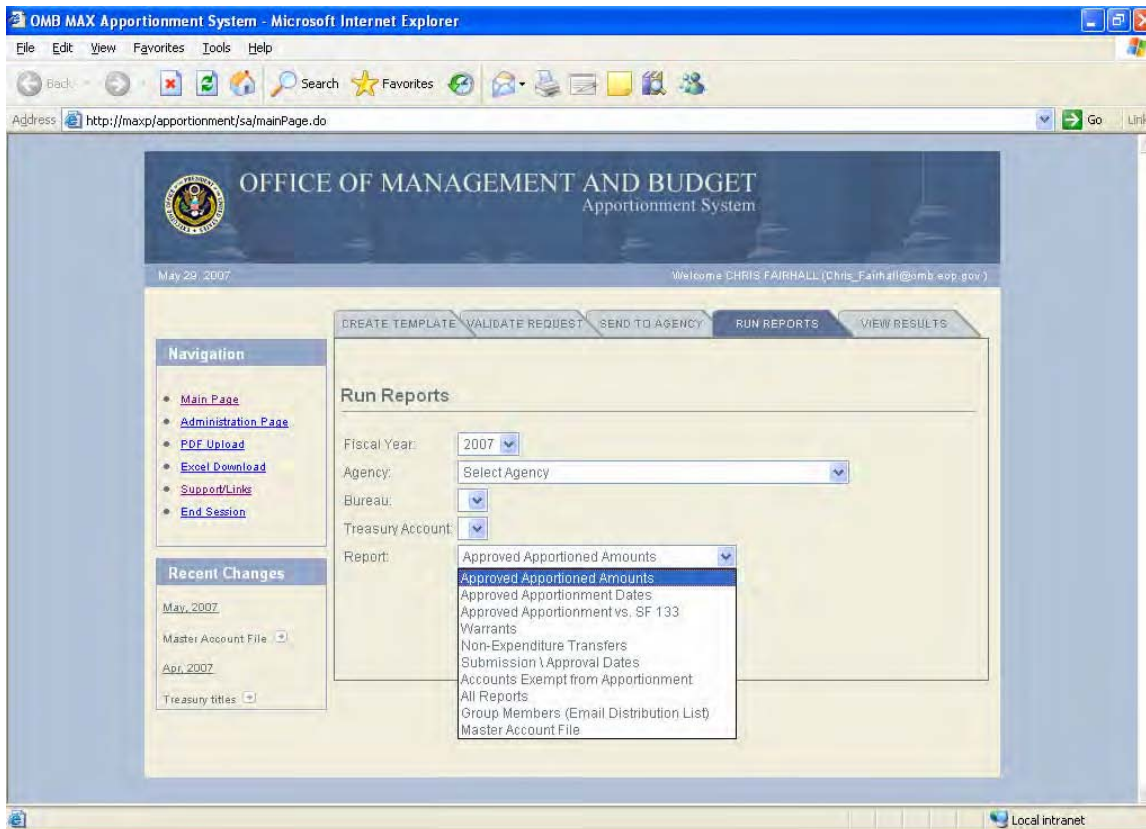 OMB MAX Apportionment System - Microsoft Internet Explorer
File Edit View Favorites Tools Help
Back Search Favorites
Address http://maxp/apportionment/sa/mainPage.do Go
OFFICE OF MANAGEMENT AND BUDGET
Apportionment System
May 29, 2007 Welcome CHRIS FAIRHALL (Chris_Fairhall@omb.eop.gov)
CREATE TEMPLATE VALIDATE REQUEST SEND TO AGENCY RUN REPORTS VIEW RESULTS
Navigation
Main Page
Administration Page
PDF Upload
Excel Download
Support/Links
End Session
Recent Changes
May, 2007
Master Account File
Apr, 2007
Treasury titles
Run Reports
Fiscal Year: 2007
Agency: Select Agency
Bureau:
Treasury Account:
Report: Approved Apportioned Amounts
Approved Apportioned Amounts
Approved Apportionment Dates
Approved Apportionment vs. SF 133
Warrants
Non-Expenditure Transfers
Submission \ Approval Dates
Accounts Exempt from Apportionment
All Reports
Group Members (Email Distribution List)
Master Account File
Local intranet